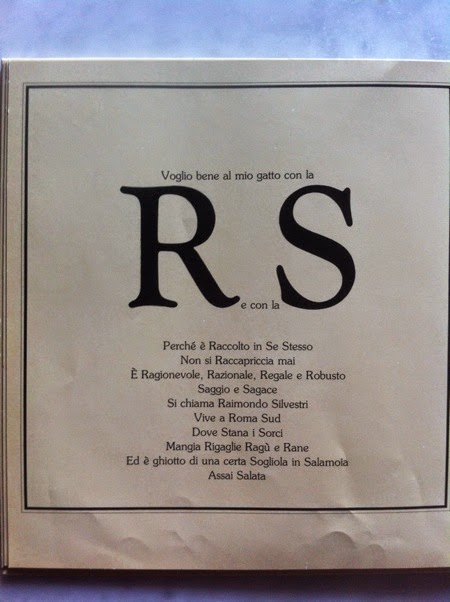 Voglio bene al mio gatto con la
R S
e con la
Perché è Raccolto in Se Stesso
Non si Raccapriccia mai
È Ragionevole, Razionale, Regale e Robusto
Saggio e Sagace
Si chiama Raimondo Silvestri
Vive a Roma Sud
Dove Stana i Sorci
Mangia Rigaglie Ragù e Rane
Ed è ghiotto di una certa Sogliola in Salamoia
Assai Salata